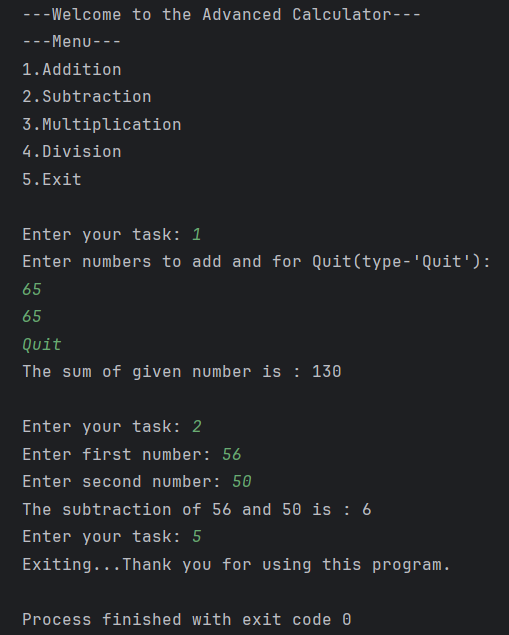 ---Welcome to the Advanced Calculator---
---Menu---
1.Addition
2.Subtraction
3.Multiplication
4.Division
5.Exit
Enter your task: 1
Enter numbers to add and for Quit(type-'Quit'):
65
65
Quit
The sum of given number is : 130
Enter your task: 2
Enter first number: 56
Enter second number: 50
The subtraction of 56 and 50 is : 6
Enter your task: 5
Exiting...Thank you for using this program.
Process finished with exit code 0